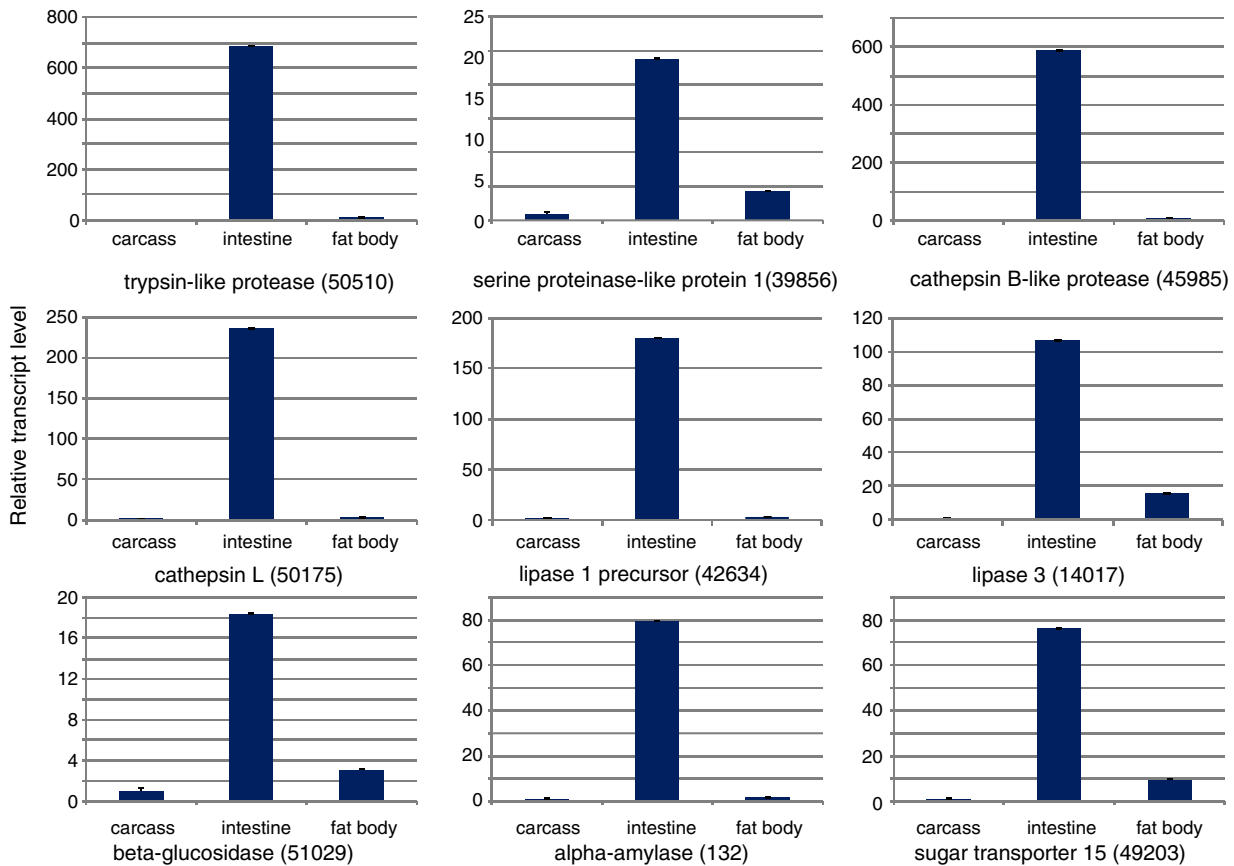 Relative transcript level
800
600
400
200
0
carcass intestine fat body
trypsin-like protease (50510)
25
20
15
10
5
0
carcass intestine fat body
serine proteinase-like protein 1(39856)
600
400
200
0
carcass intestine fat body
cathepsin B-like protease (45985)
250
200
150
100
50
0
carcass intestine fat body
cathepsin L (50175)
200
150
100
50
0
carcass intestine fat body
lipase 1 precursor (42634)
120
100
80
60
40
20
0
carcass intestine fat body
lipase 3 (14017)
20
16
12
8
4
0
carcass intestine fat body
beta-glucosidase (51029)
80
60
40
20
0
carcass intestine fat body
alpha-amylase (132)
80
60
40
20
0
carcass intestine fat body
sugar transporter 15 (49203)